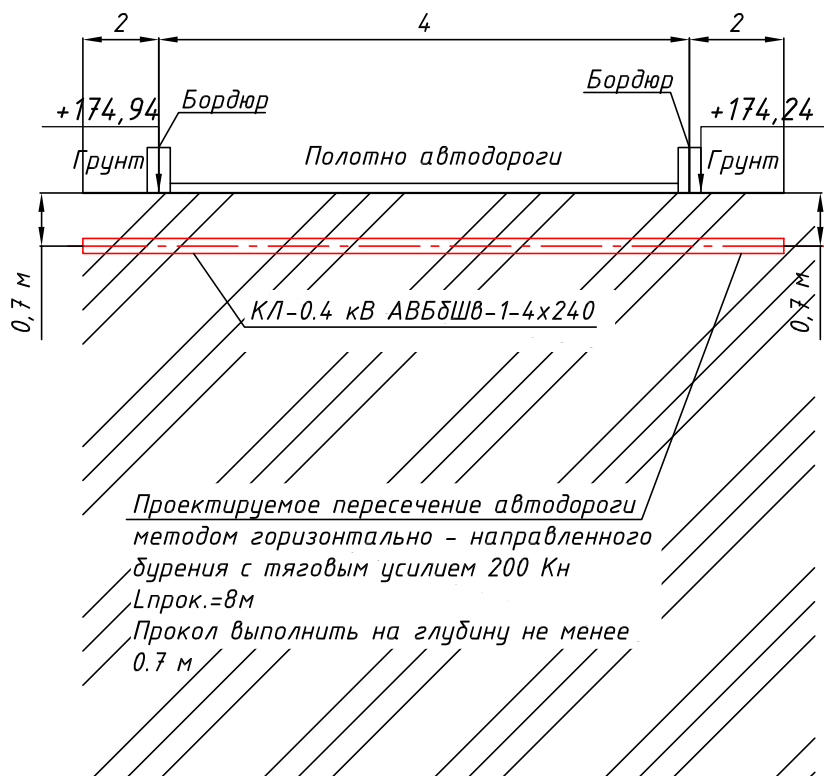 2 4 2
Бордюр
Бордюр
+174,94
+174,24
Грунт
Полотно автодороги
Грунт
0,7 м
0,7 м
КЛ-0.4 кВ АВБбШв-1-4х240
Проектируемое пересечение автодороги
методом горизонтально - направленного
бурения с тяговым усилием 200 Кн
Lпрок.=8м
Прокол выполнить на глубину не менее
0.7 м